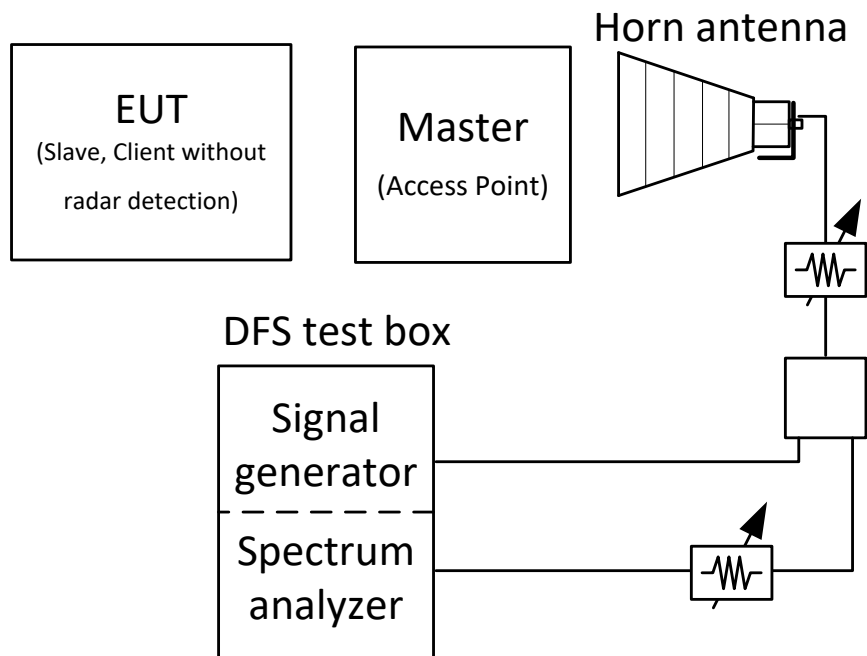 Horn antenna
EUT
(Slave, Client without
radar detection)
Master
(Access Point)
DFS test box
Signal
generator
Spectrum
analyzer